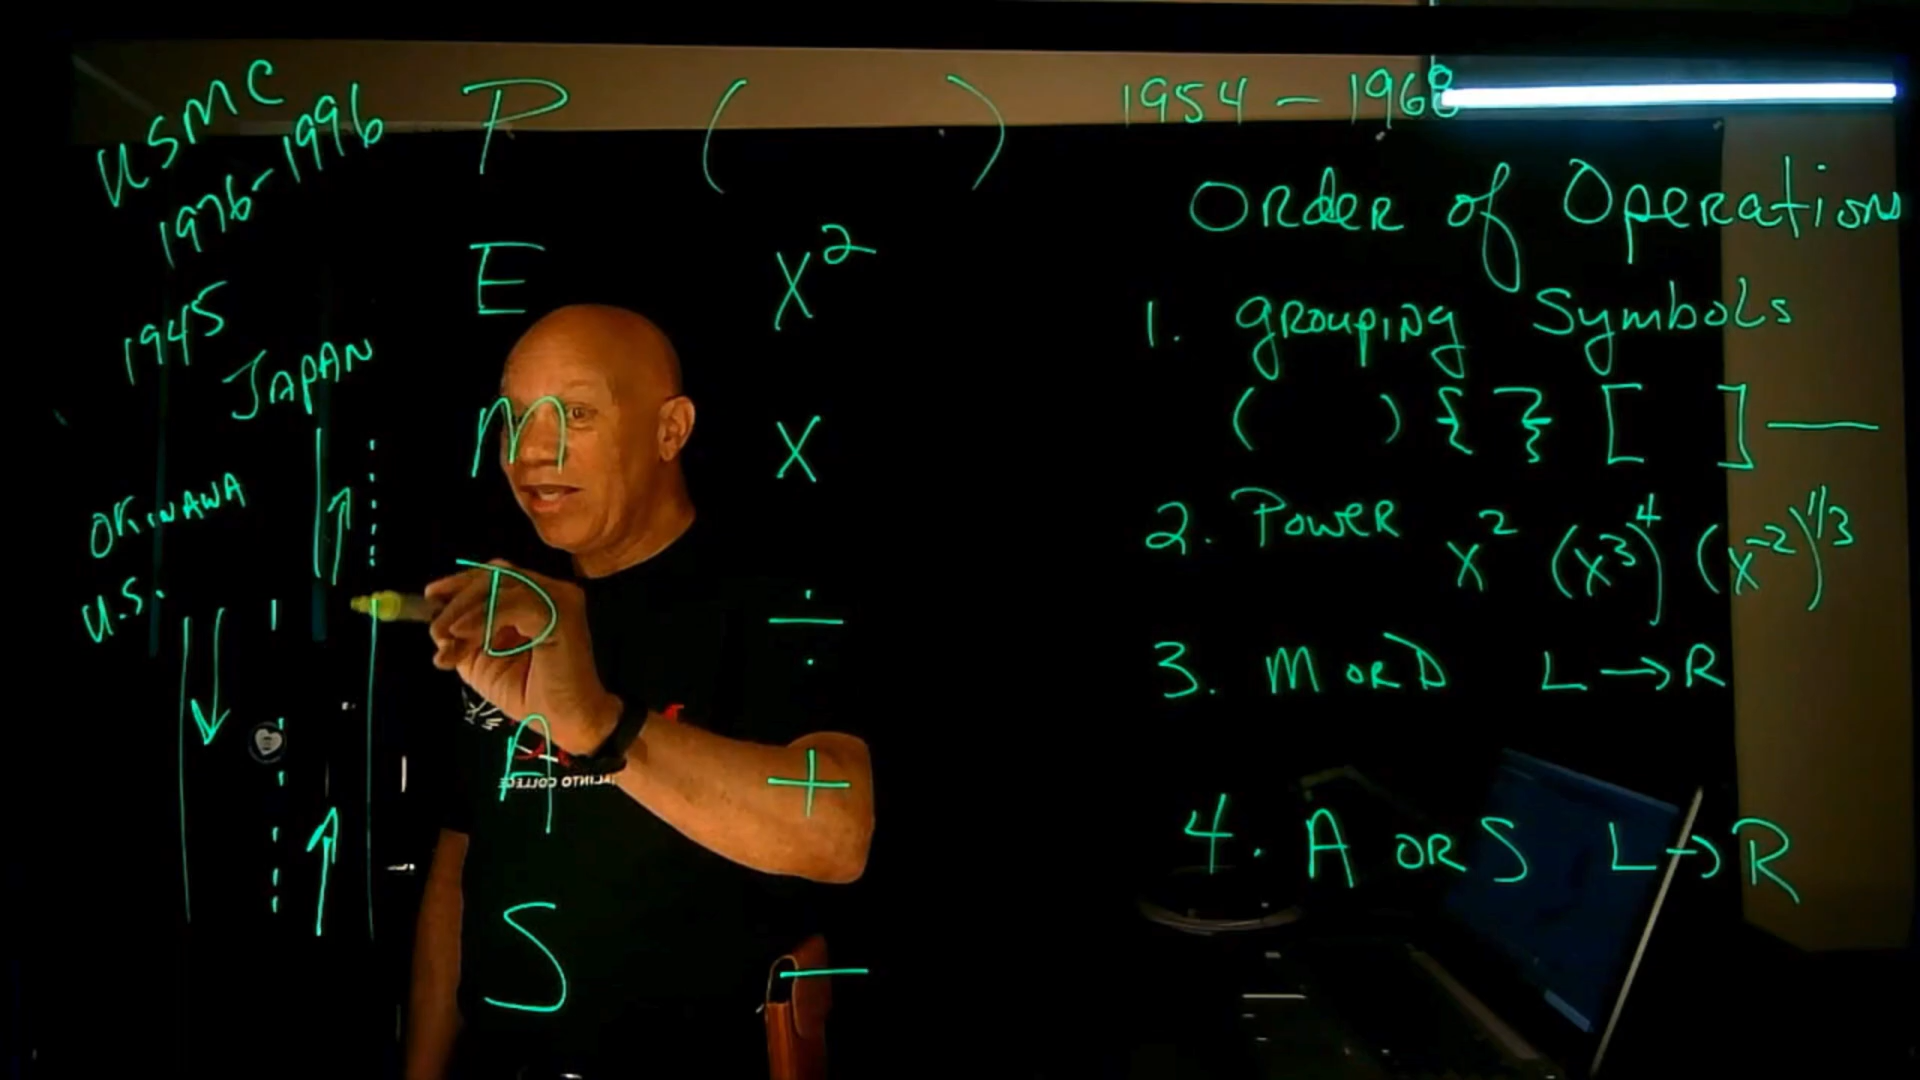 USMC
1976-1996
1945
JAPAN
OKINAWA
U.S.
P ( )
E x²
M x
D ÷
A +
S −
1954 - 1968
Order of Operations
1. Grouping Symbols
( ) { } [ ] —
2. Power x² (x³)⁴ (x⁻²)^1/3
3. M or D L → R
4. A or S L → R
COLLEGE